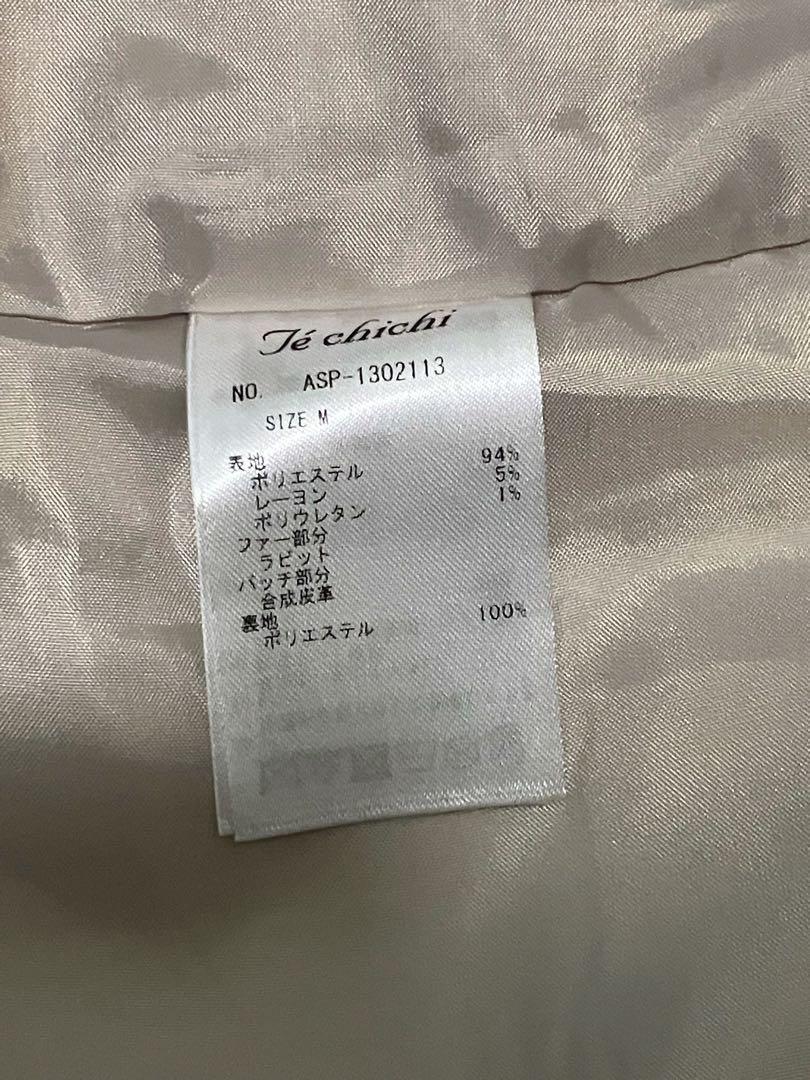 Té chichi
NO. ASP-1302113
SIZE M
表地
ポリエステル 94%
レーヨン 5%
ポリウレタン 1%
ファー部分
ラビット
パッチ部分
合成皮革
裏地
ポリエステル 100%